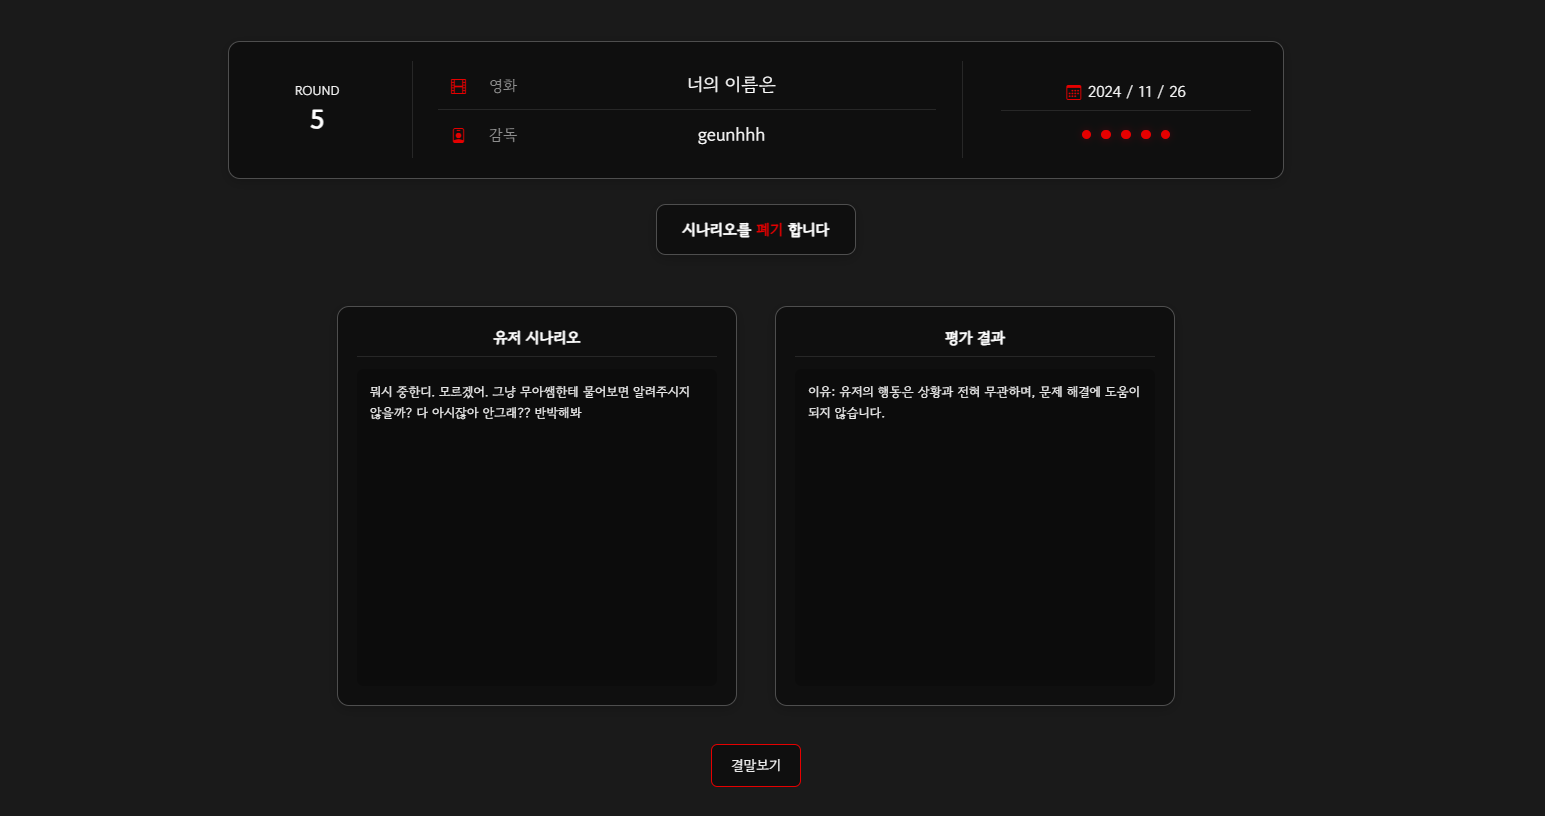 ROUND
5
영화
너의 이름은
감독
geunhhh
2024 / 11 / 26
시나리오를 폐기 합니다
유저 시나리오
뭐시 중한디. 모르겠어. 그냥 무아쌤한테 물어보면 알려주시지
않을까? 다 아시잖아 안그래?? 반박해봐
평가 결과
이유: 유저의 행동은 상황과 전혀 무관하며, 문제 해결에 도움이
되지 않습니다.
결말보기